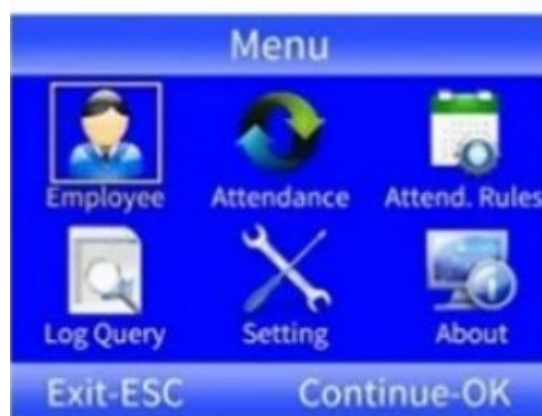 Menu
Employee Attendance Attend. Rules
Log Query Setting About
Exit-ESC Continue-OK